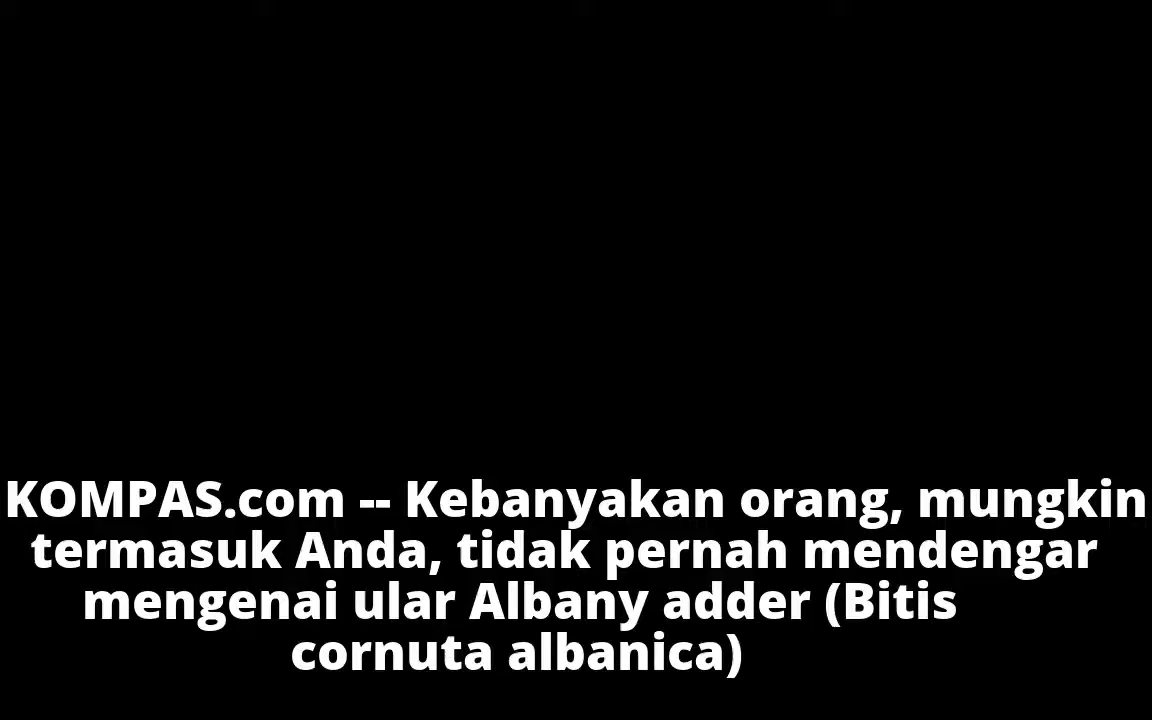 KOMPAS.com -- Kebanyakan orang, mungkin
termasuk Anda, tidak pernah mendengar
mengenai ular Albany adder (Bitis
cornuta albanica)